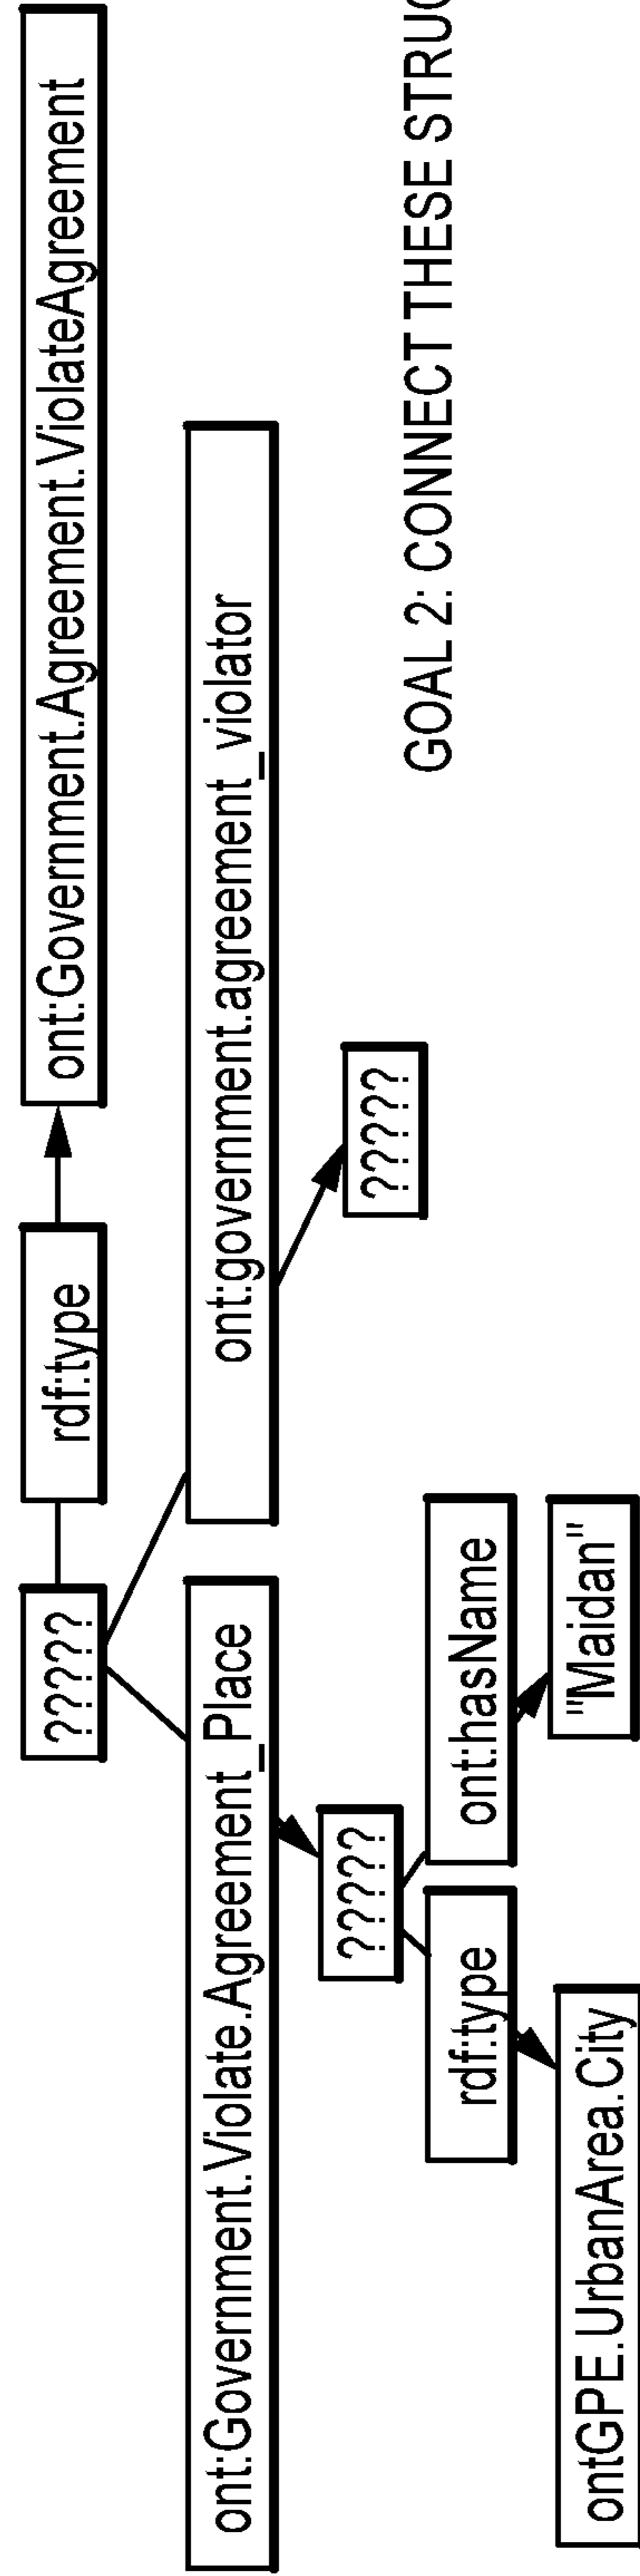 ????? rdf:type ont:Government.Agreement.ViolateAgreement
ont:Government.Violate.Agreement_Place ont:government.agreement_violator
????? ?????
rdf:type ont:hasName
ontGPE.UrbanArea.City "Maidan"
GOAL 2: CONNECT THESE